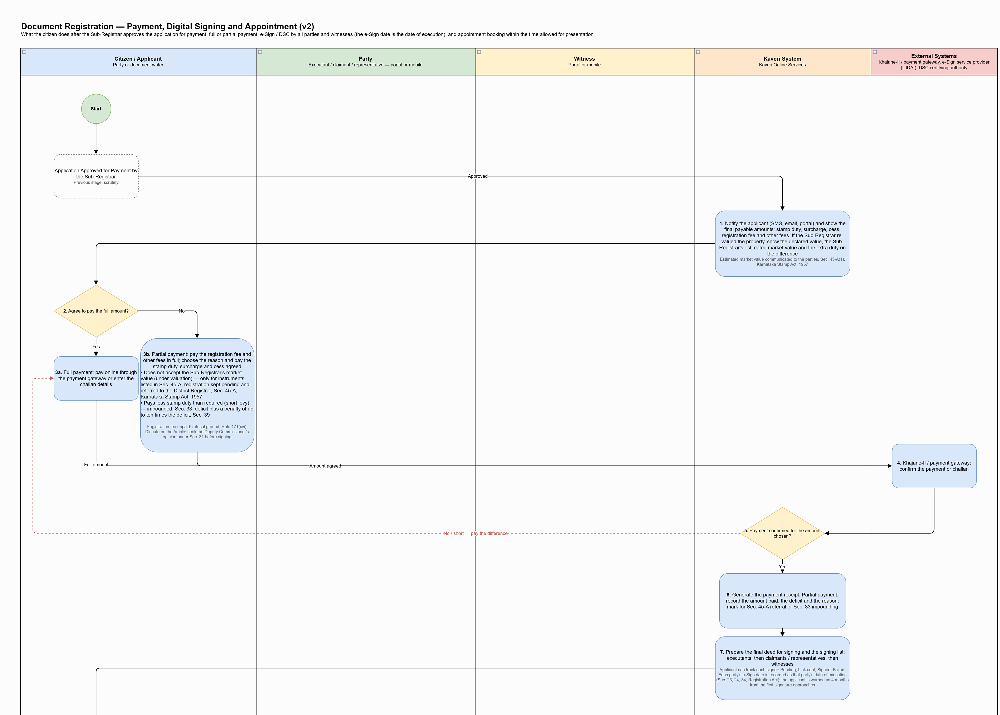 Document Registration — Payment, Digital Signing and Appointment (v2)
What the citizen does after the Sub-Registrar approves the application for payment: full or partial payment, e-Sign / DSC by all parties and witnesses (the e-Sign date is the date of execution), and appointment booking within the time allowed for presentation
Citizen / Applicant
Party or document writer
Party
Executant / claimant / representative — portal or mobile
Witness
Portal or mobile
Kaveri System
Kaveri Online Services
External Systems
Khajane-II / payment gateway, e-Sign service provider
(UIDAI), DSC certifying authority
Start
Application Approved for Payment by
the Sub-Registrar
Previous stage: scrutiny
Approved
1. Notify the applicant (SMS, email, portal) and show the
final payable amounts: stamp duty, surcharge, cess,
registration fee and other fees. If the Sub-Registrar re-
valued the property, show the declared value, the Sub-
Registrar's estimated market value and the extra duty on
the difference
Estimated market value communicated to the parties: Sec. 45-A(1),
Karnataka Stamp Act, 1957
2. Agree to pay the full amount?
No
Yes
3a. Full payment: pay online through
the payment gateway or enter the
challan details
3b. Partial payment: pay the registration fee and
other fees in full; choose the reason and pay the
stamp duty, surcharge and cess agreed
• Does not accept the Sub-Registrar's market
value (under-valuation) — only for instruments
listed in Sec. 45-A; registration kept pending and
referred to the District Registrar, Sec. 45-A,
Karnataka Stamp Act, 1957
• Pays less stamp duty than required (short levy)
— impounded, Sec. 33; deficit plus a penalty of up
to ten times the deficit, Sec. 39
Registration fee unpaid: refusal ground, Rule 171(xvi).
Dispute on the Article: seek the Deputy Commissioner's
opinion under Sec. 31 before signing
Full amount
Amount agreed
4. Khajane-II / payment gateway:
confirm the payment or challan
5. Payment confirmed for the amount
chosen?
No / short — pay the difference
Yes
6. Generate the payment receipt. Partial payment:
record the amount paid, the deficit and the reason;
mark for Sec. 45-A referral or Sec. 33 impounding
7. Prepare the final deed for signing and the signing list:
executants, then claimants / representatives, then
witnesses
Applicant can track each signer: Pending, Link sent, Signed, Failed.
Each party's e-Sign date is recorded as that party's date of execution
(Sec. 23, 24, 34, Registration Act); the applicant is warned as 4 months
from the first signature approaches